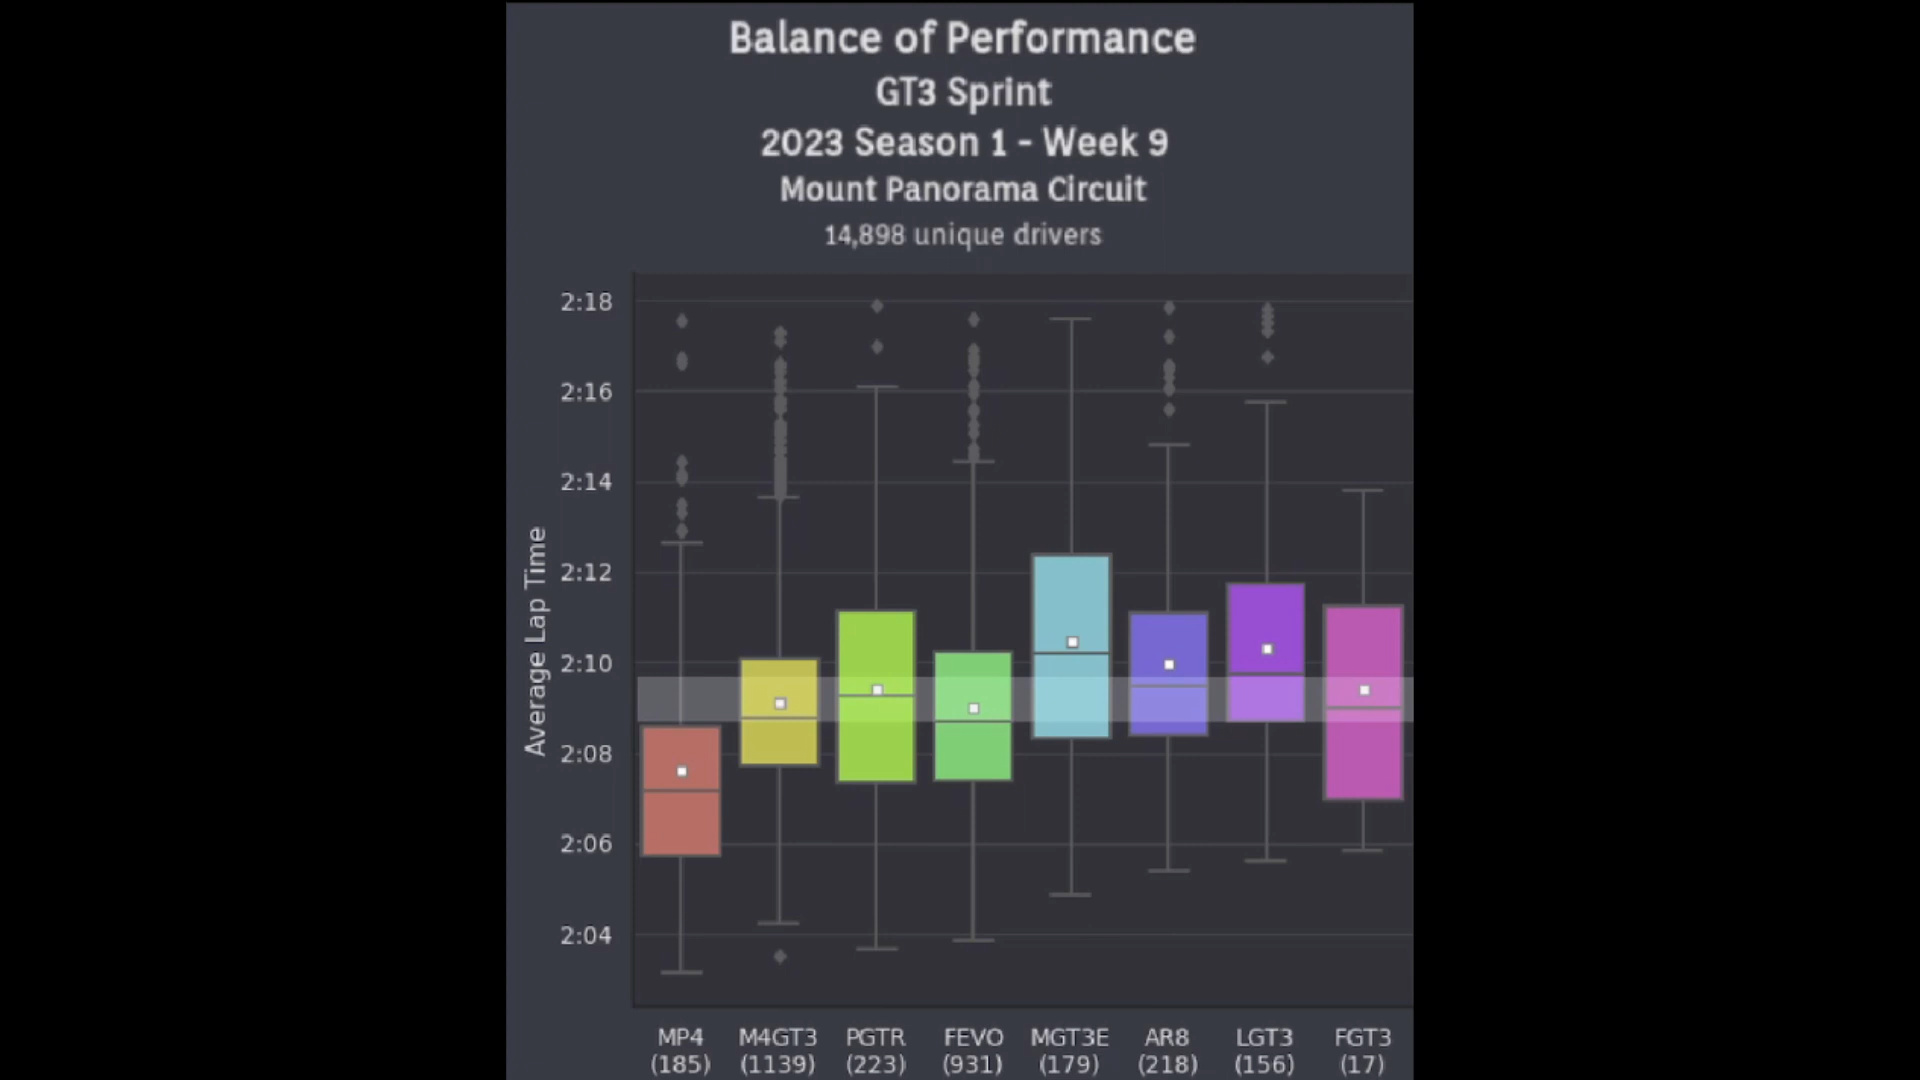 Balance of Performance
GT3 Sprint
2023 Season 1 - Week 9
Mount Panorama Circuit
14,898 unique drivers
Average Lap Time
2:18
2:16
2:14
2:12
2:10
2:08
2:06
2:04
MP4 M4GT3 PGTR FEVO MGT3E AR8 LGT3 FGT3
(185) (1139) (223) (931) (179) (218) (156) (17)